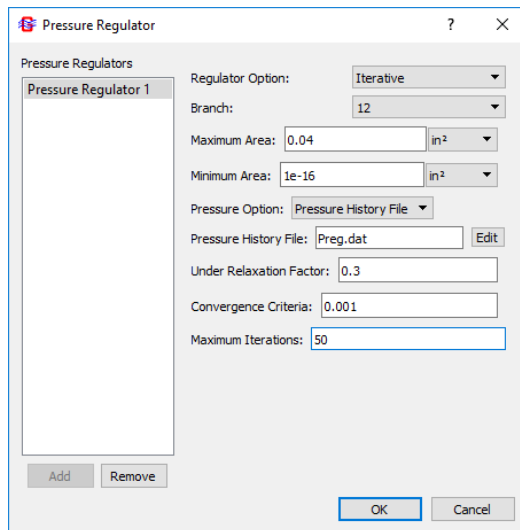 Pressure Regulator ? ×
Pressure Regulators
Pressure Regulator 1
Regulator Option: Iterative
Branch: 12
Maximum Area: 0.04 in²
Minimum Area: 1e-16 in²
Pressure Option: Pressure History File
Pressure History File: Preg.dat Edit
Under Relaxation Factor: 0.3
Convergence Criteria: 0.001
Maximum Iterations: 50
Add Remove
OK Cancel